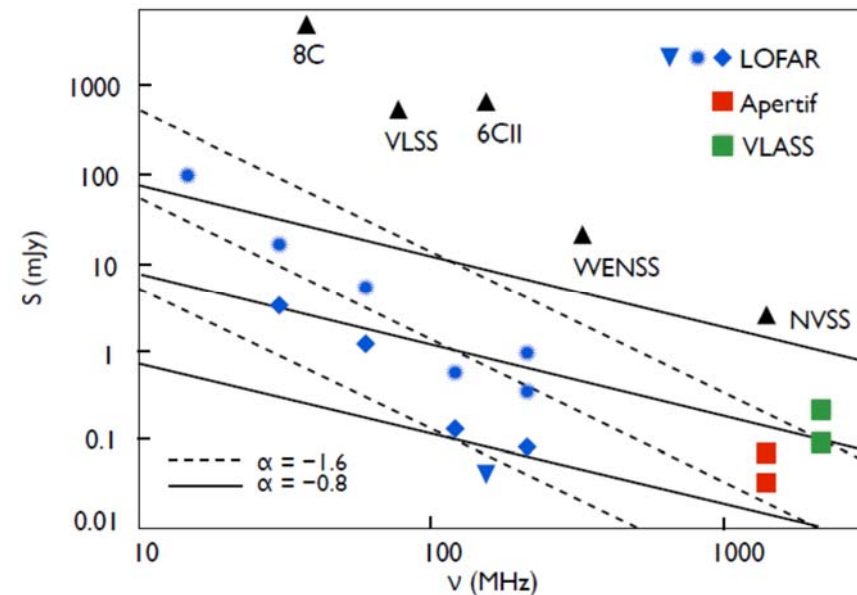 8C
VLSS
6CII
WENSS
NVSS
LOFAR
Apertif
VLASS
S (mJy)
1000
100
10
1
0.1
0.01
α = −1.6
α = −0.8
10
100
1000
ν (MHz)